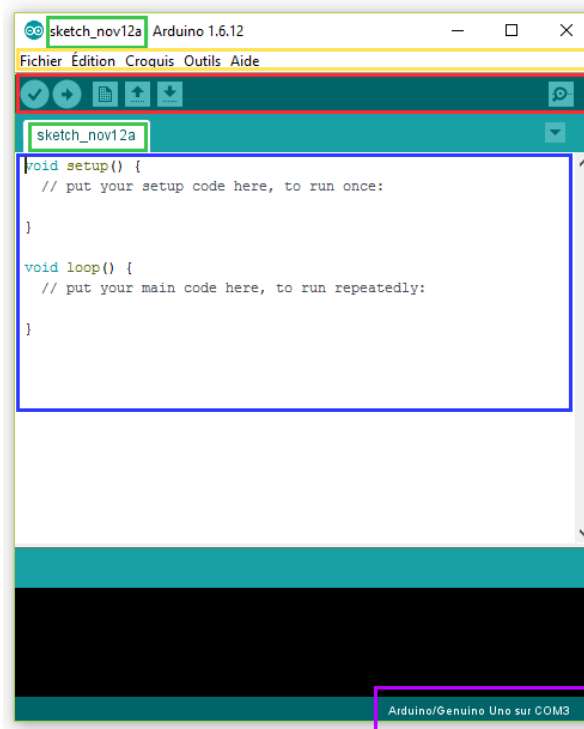 sketch_nov12a Arduino 1.6.12
Fichier Édition Croquis Outils Aide
sketch_nov12a
void setup() {
  // put your setup code here, to run once:
}
void loop() {
  // put your main code here, to run repeatedly:
}
Arduino/Genuino Uno sur COM3